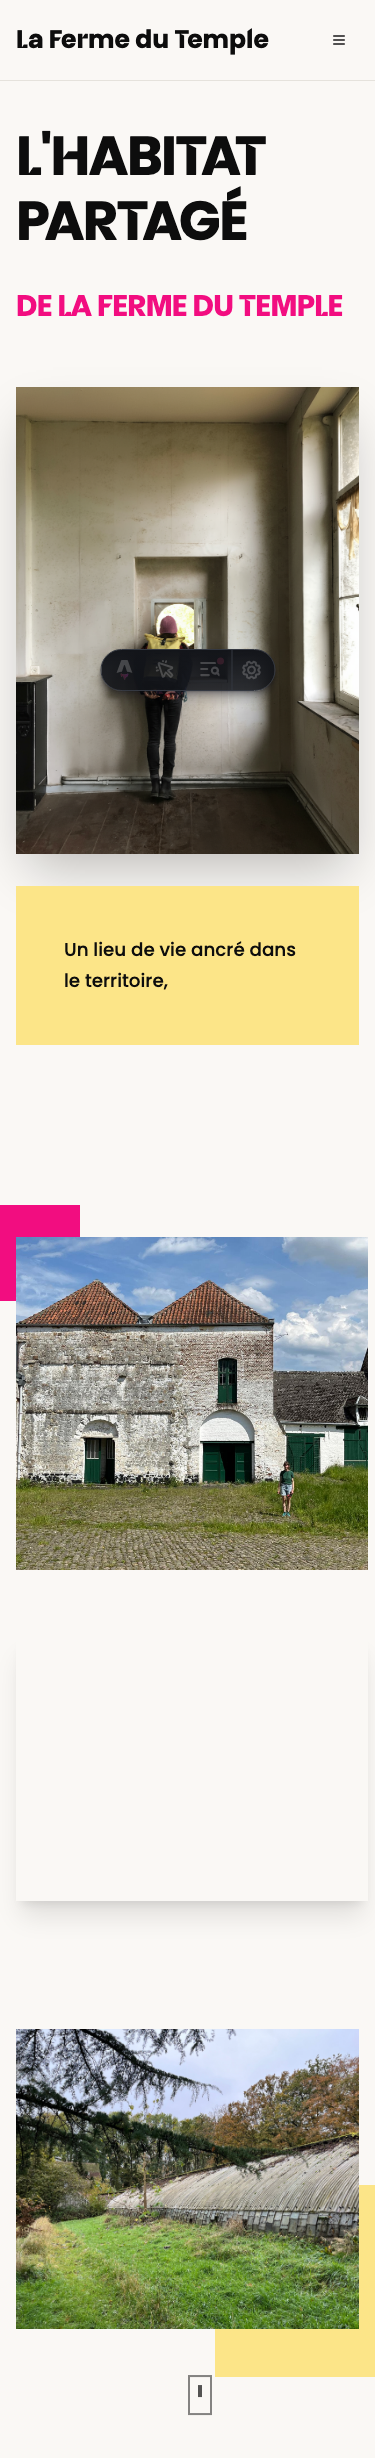 La Ferme du Temple
L'HABITAT
PARTAGÉ
DE LA FERME DU TEMPLE
Un lieu de vie ancré dans
le territoire,